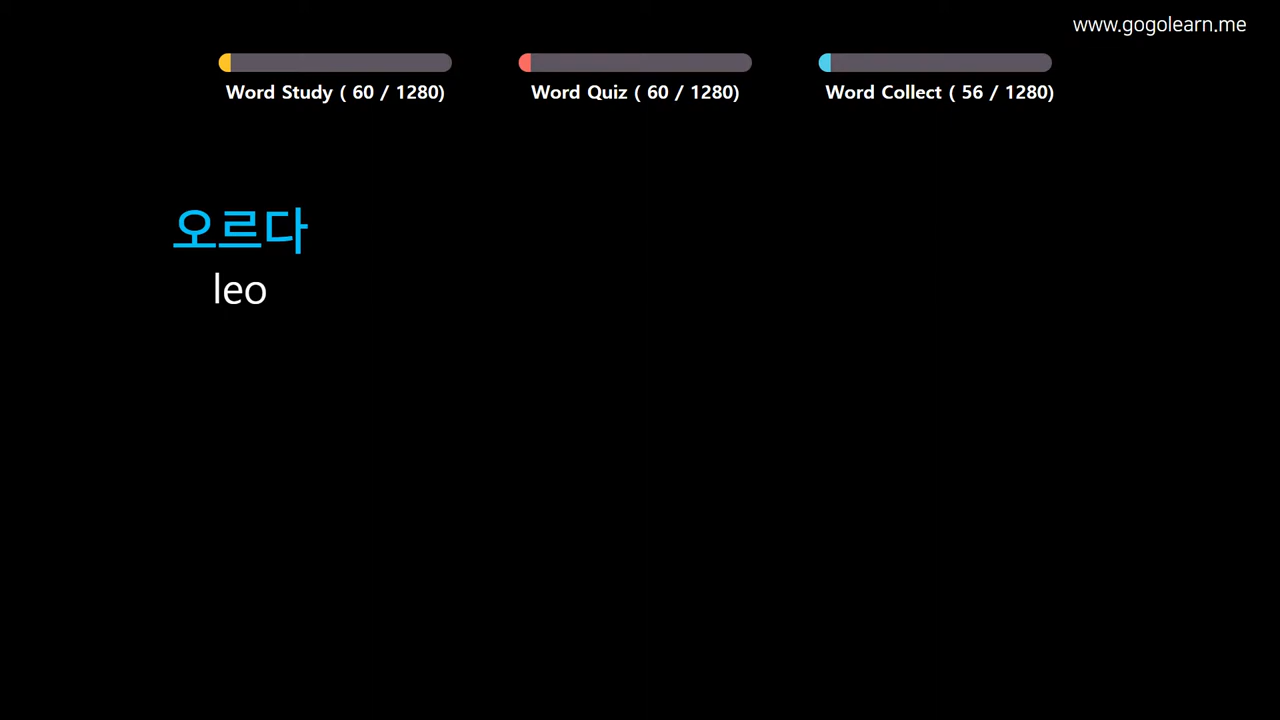 www.gogolearn.me
Word Study ( 60 / 1280)
Word Quiz ( 60 / 1280)
Word Collect ( 56 / 1280)
오르다
leo